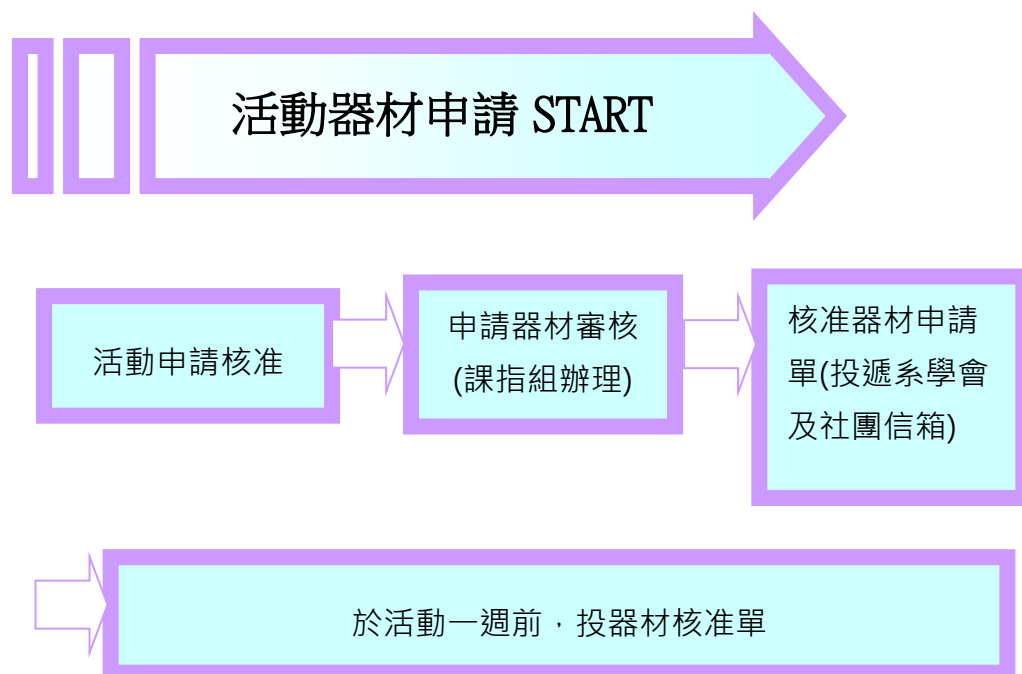 活動器材申請 START
活動申請核准
申請器材審核
(課指組辦理)
核准器材申請
單(投遞系學會
及社團信箱)
於活動一週前，投器材核准單